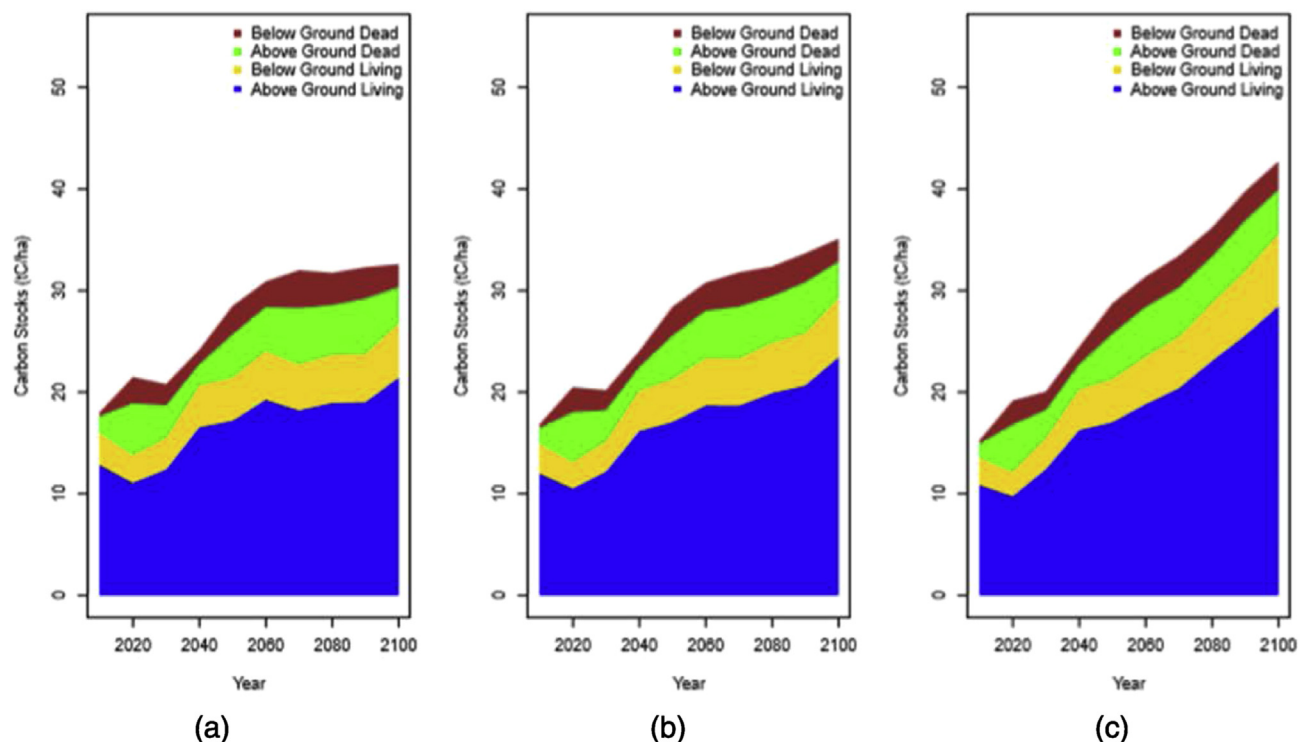 Below Ground Dead
Above Ground Dead
Below Ground Living
Above Ground Living
50
40
30
20
10
0
Carbon Stocks (tC/ha)
2020 2040 2060 2080 2100
Year
(a)
Below Ground Dead
Above Ground Dead
Below Ground Living
Above Ground Living
50
40
30
20
10
0
Carbon Stocks (tC/ha)
2020 2040 2060 2080 2100
Year
(b)
Below Ground Dead
Above Ground Dead
Below Ground Living
Above Ground Living
50
40
30
20
10
0
Carbon Stocks (tC/ha)
2020 2040 2060 2080 2100
Year
(c)